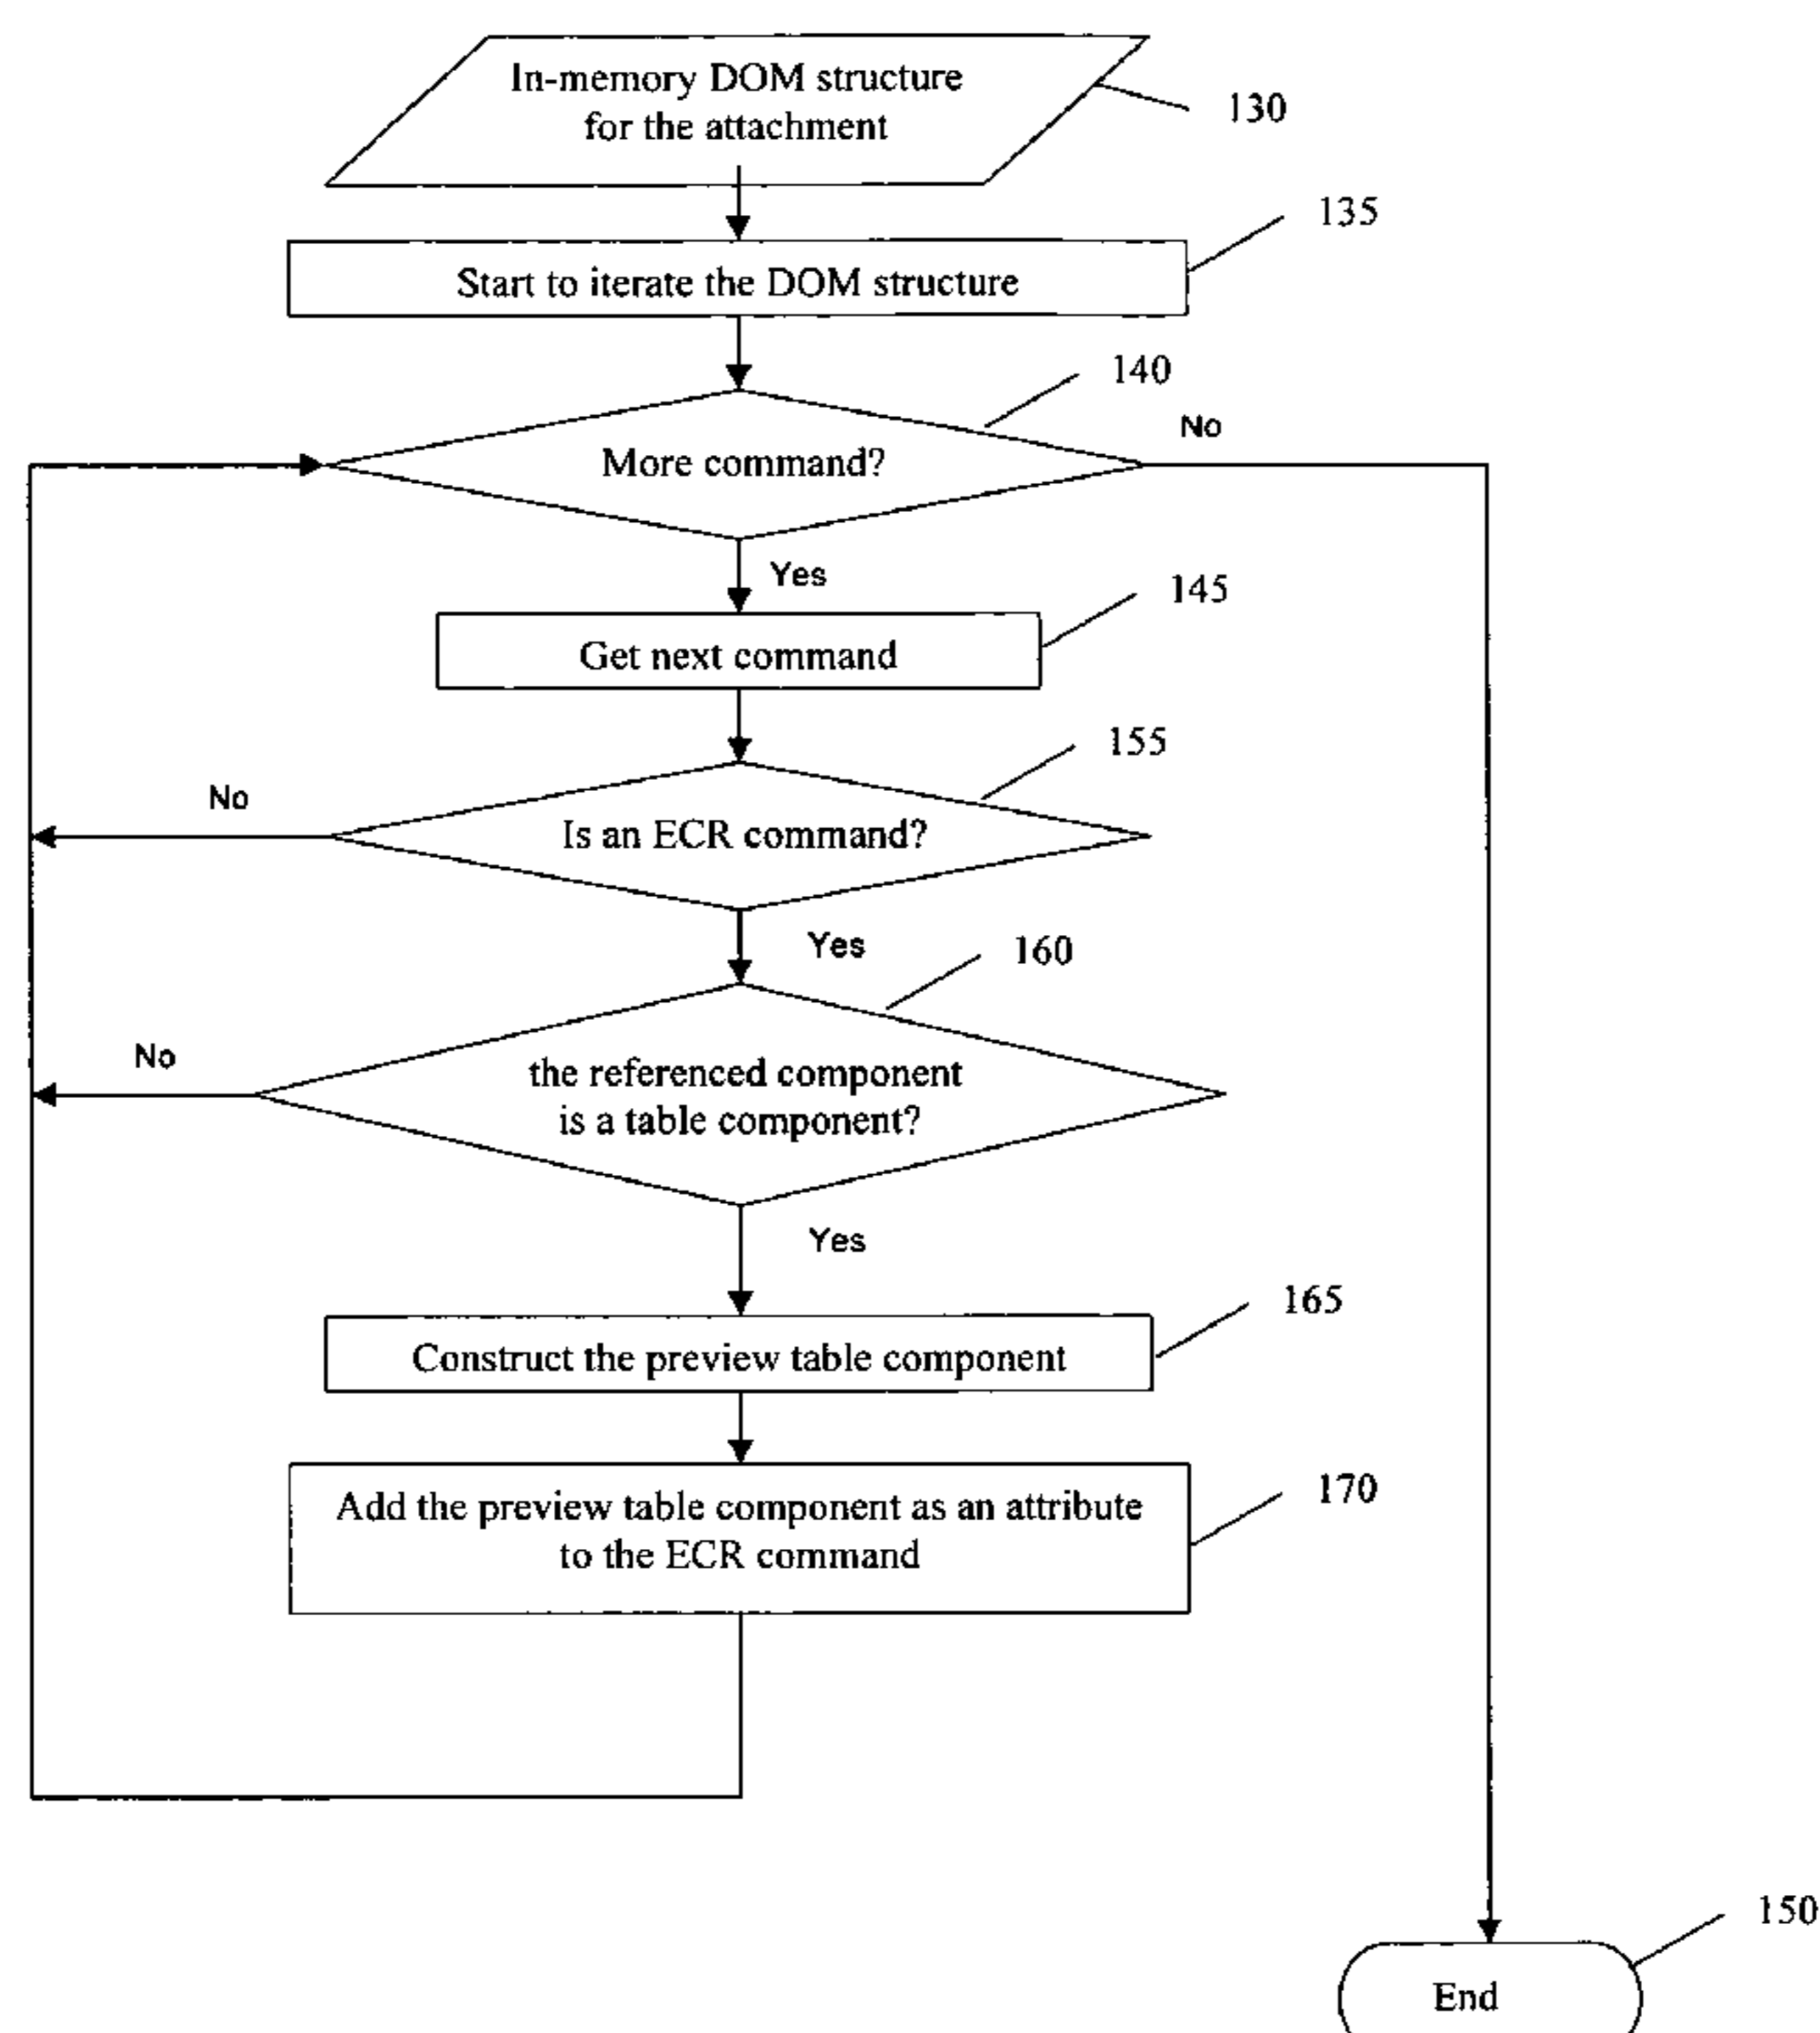 In-memory DOM structure
for the attachment
130
135
Start to iterate the DOM structure
140
No
More command?
Yes
145
Get next command
155
No
Is an ECR command?
Yes
160
No
the referenced component
is a table component?
Yes
165
Construct the preview table component
170
Add the preview table component as an attribute
to the ECR command
150
End